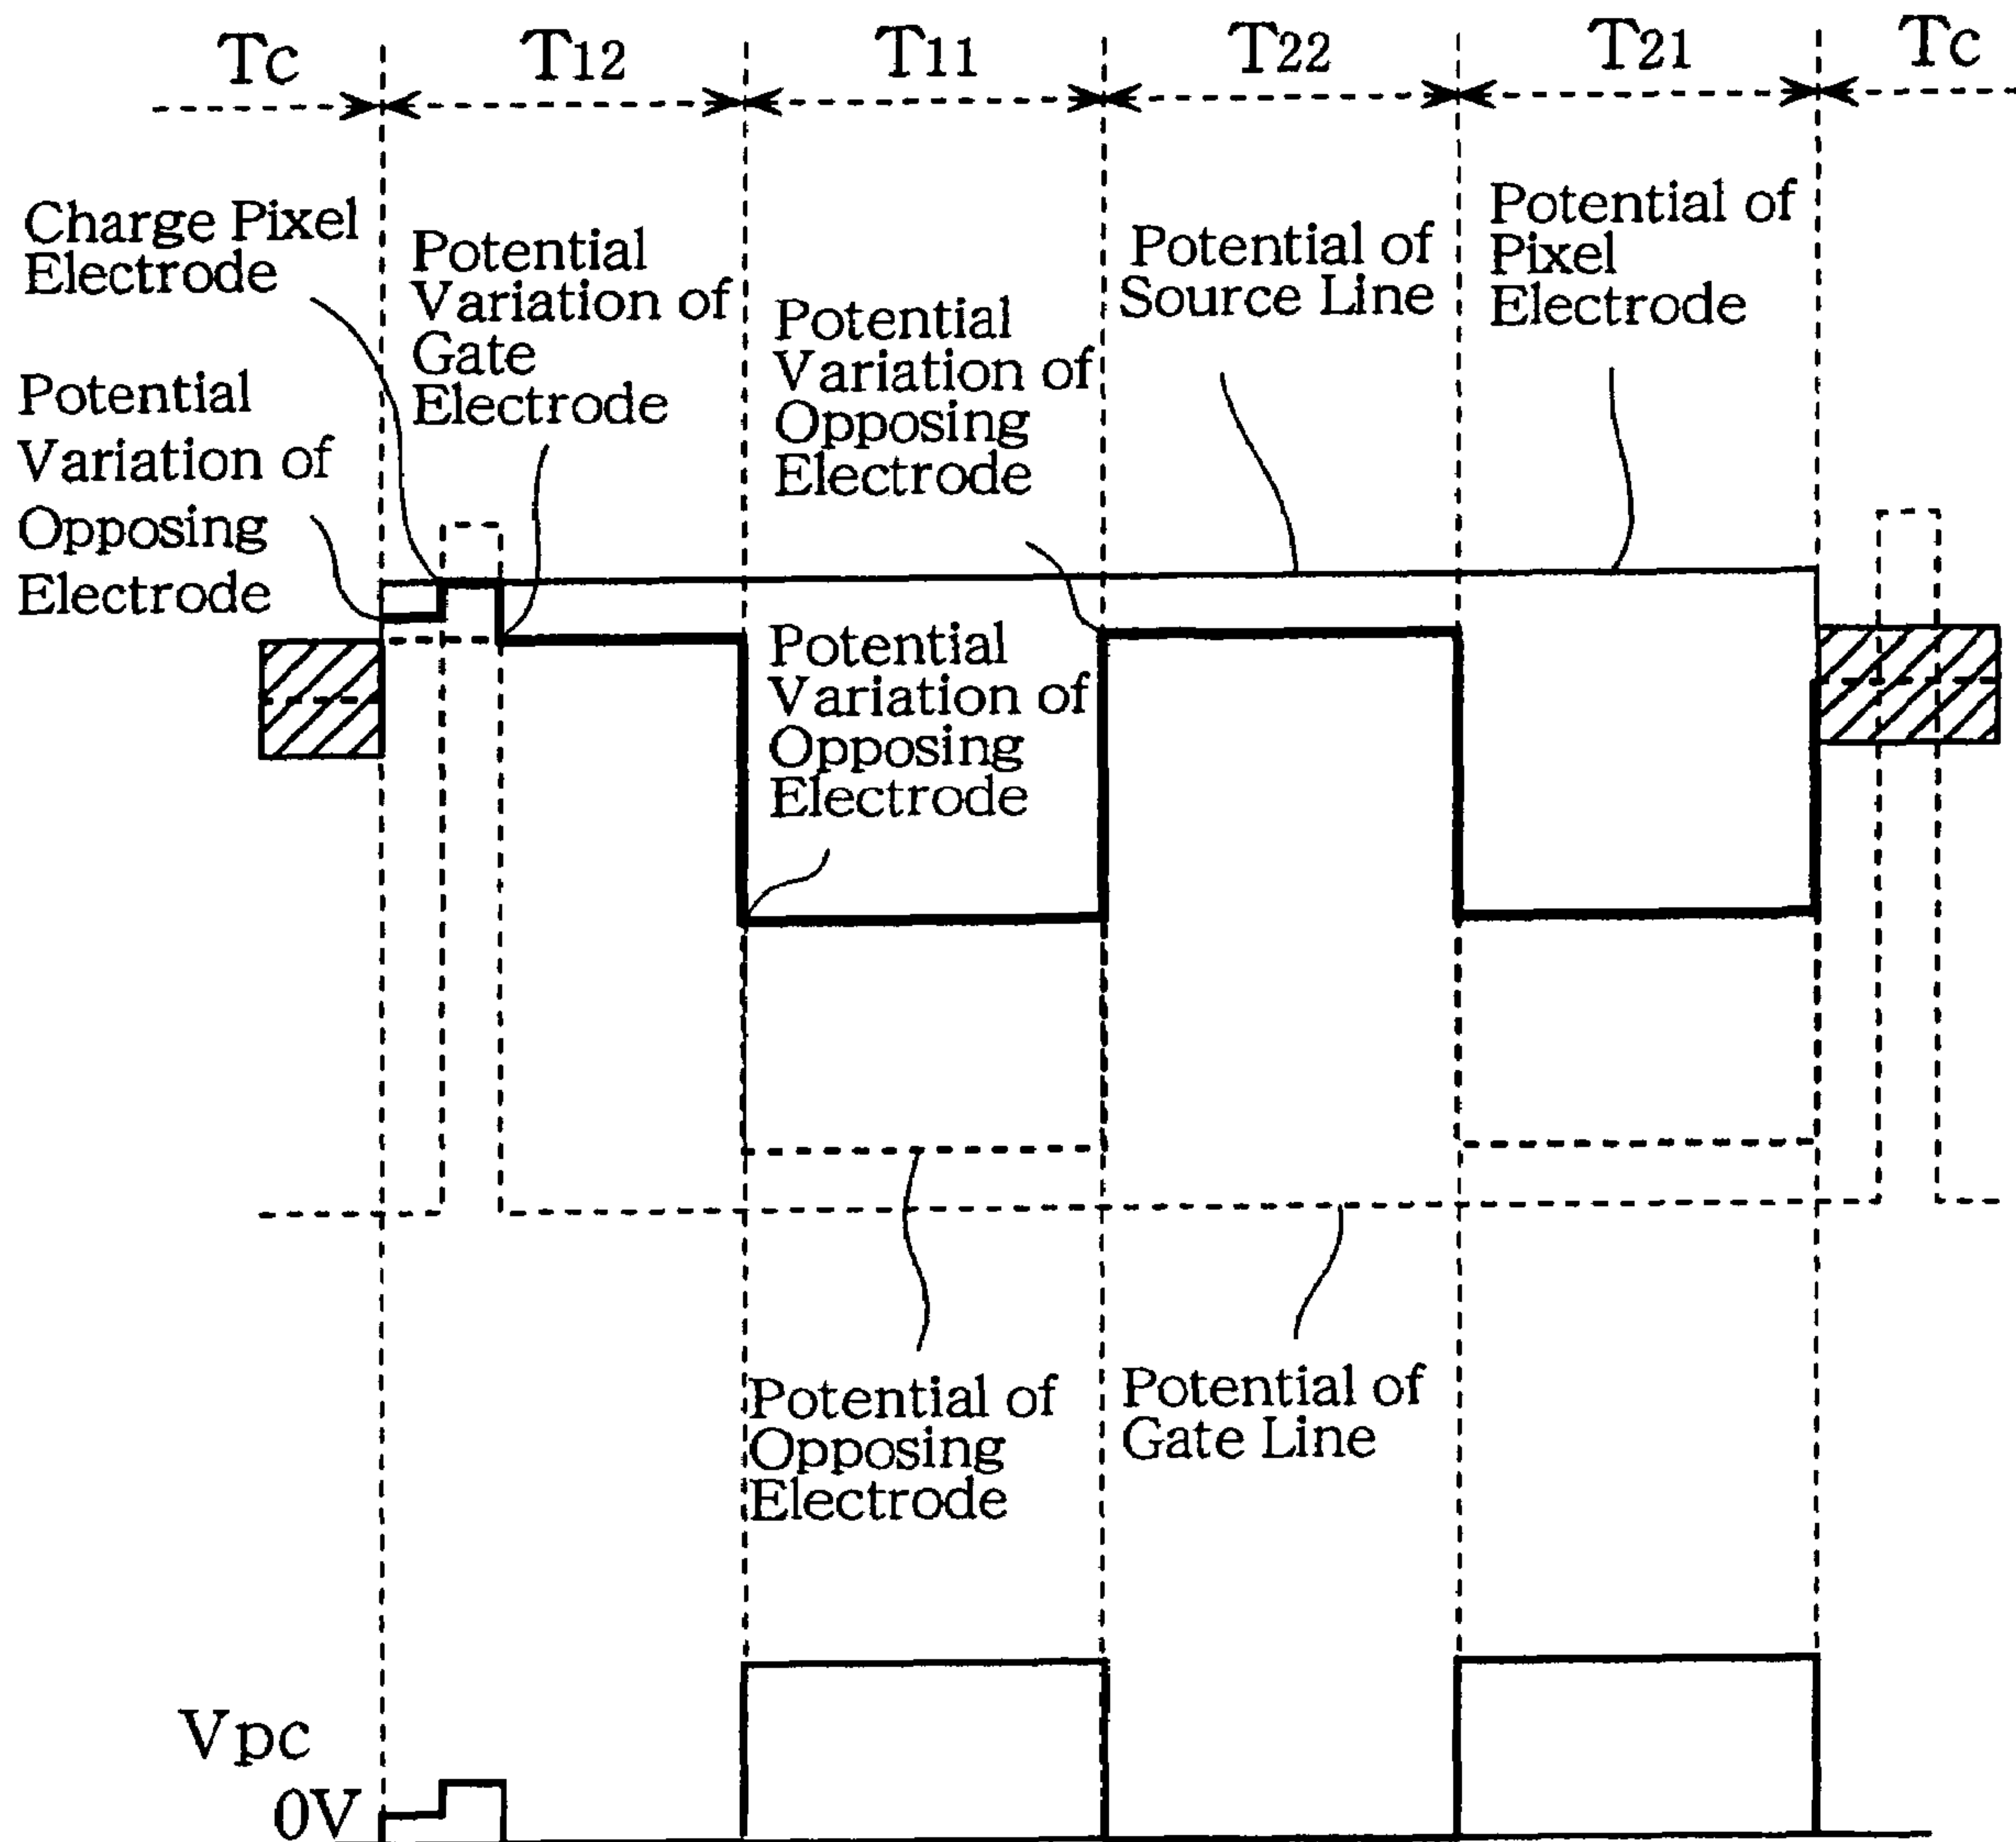 Tc T12 T11 T22 T21 Tc
Charge Pixel
Electrode
Potential
Variation of
Gate
Electrode
Potential
Variation of
Opposing
Electrode
Potential of
Source Line
Potential of
Pixel
Electrode
Potential
Variation of
Opposing
Electrode
Potential
Variation of
Opposing
Electrode
Potential of
Opposing
Electrode
Potential of
Gate Line
Vpc
0V